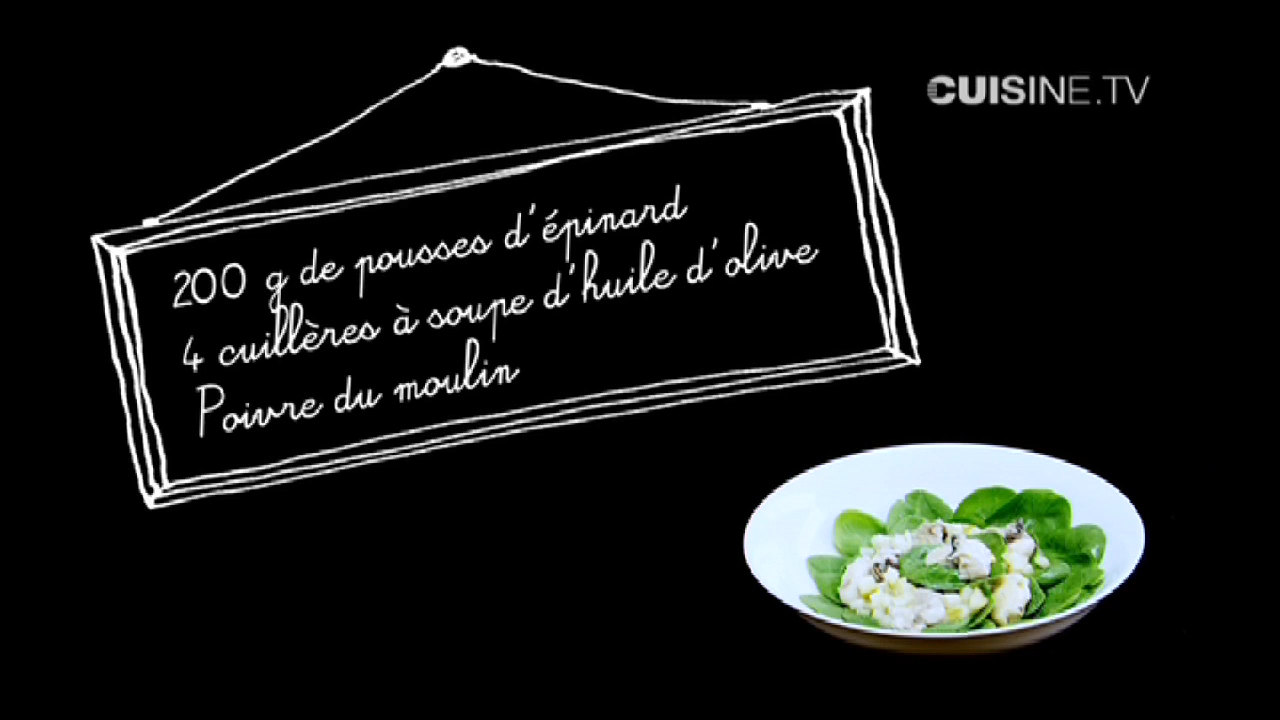 CUISINE.TV
200 g de pousses d'épinard
4 cuillères à soupe d'huile d'olive
Poivre du moulin